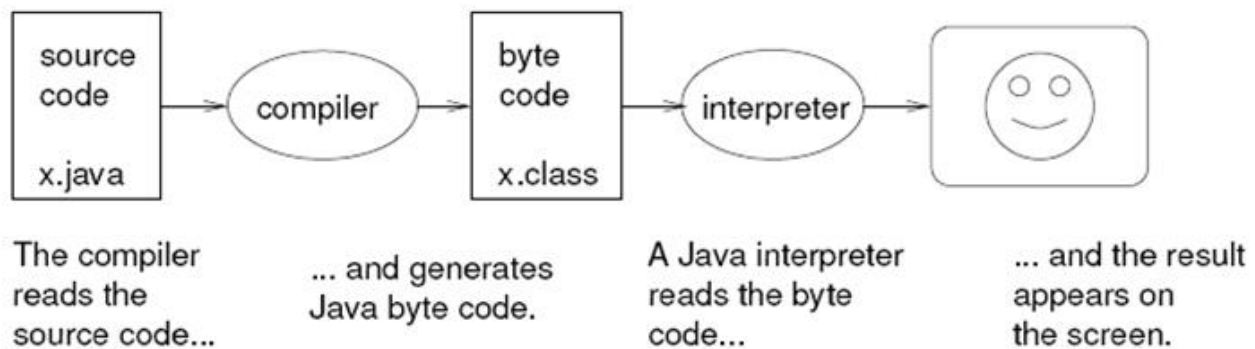 source
code
x.java
compiler
byte
code
x.class
interpreter
The compiler
reads the
source code...
... and generates
Java byte code.
A Java interpreter
reads the byte
code...
... and the result
appears on
the screen.